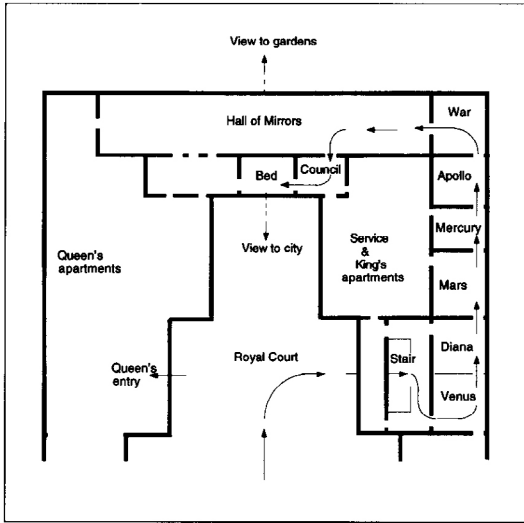 View to gardens
War
Hall of Mirrors
Council
Apollo
Bed
Mercury
View to city
Service
&
King's
apartments
Queen's
apartments
Mars
Royal Court
Stair
Diana
Queen's
entry
Venus